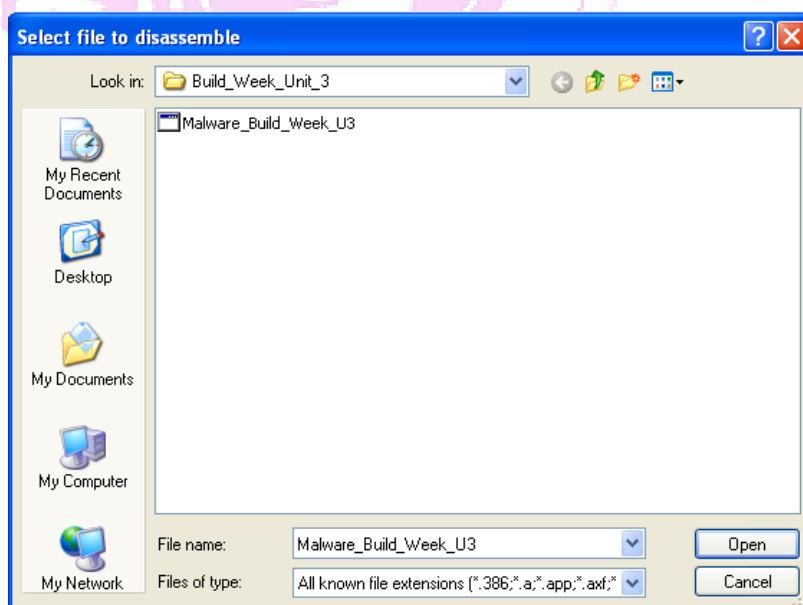 Select file to disassemble
Look in: Build_Week_Unit_3
Malware_Build_Week_U3
My Recent
Documents
Desktop
My Documents
My Computer
My Network
File name: Malware_Build_Week_U3 Open
Files of type: All known file extensions (*.386;*.a;*.app;*.axf;* Cancel